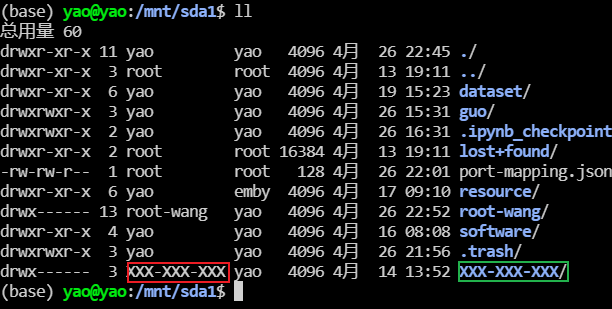 (base) yao@yao:/mnt/sda1$ ll
总用量 60
drwxr-xr-x 11 yao yao 4096 4月 26 22:45 ./
drwxr-xr-x 3 root root 4096 4月 13 19:11 ../
drwxr-xr-x 6 yao yao 4096 4月 19 15:23 dataset/
drwxrwxr-x 3 yao yao 4096 4月 26 15:31 guo/
drwxrwxr-x 2 yao yao 4096 4月 26 16:31 .ipynb_checkpoint
drwxr-xr-x 2 root root 16384 4月 13 19:11 lost+found/
-rw-rw-r-- 1 root root 128 4月 26 22:01 port-mapping.json
drwxr-xr-x 6 yao emby 4096 4月 17 09:10 resource/
drwx------ 13 root-wang yao 4096 4月 26 22:52 root-wang/
drwxr-xr-x 4 yao yao 4096 4月 16 08:08 software/
drwxrwxr-x 3 yao yao 4096 4月 26 21:56 .trash/
drwx------ 3 XXX-XXX-XXX yao 4096 4月 14 13:52 XXX-XXX-XXX/
(base) yao@yao:/mnt/sda1$